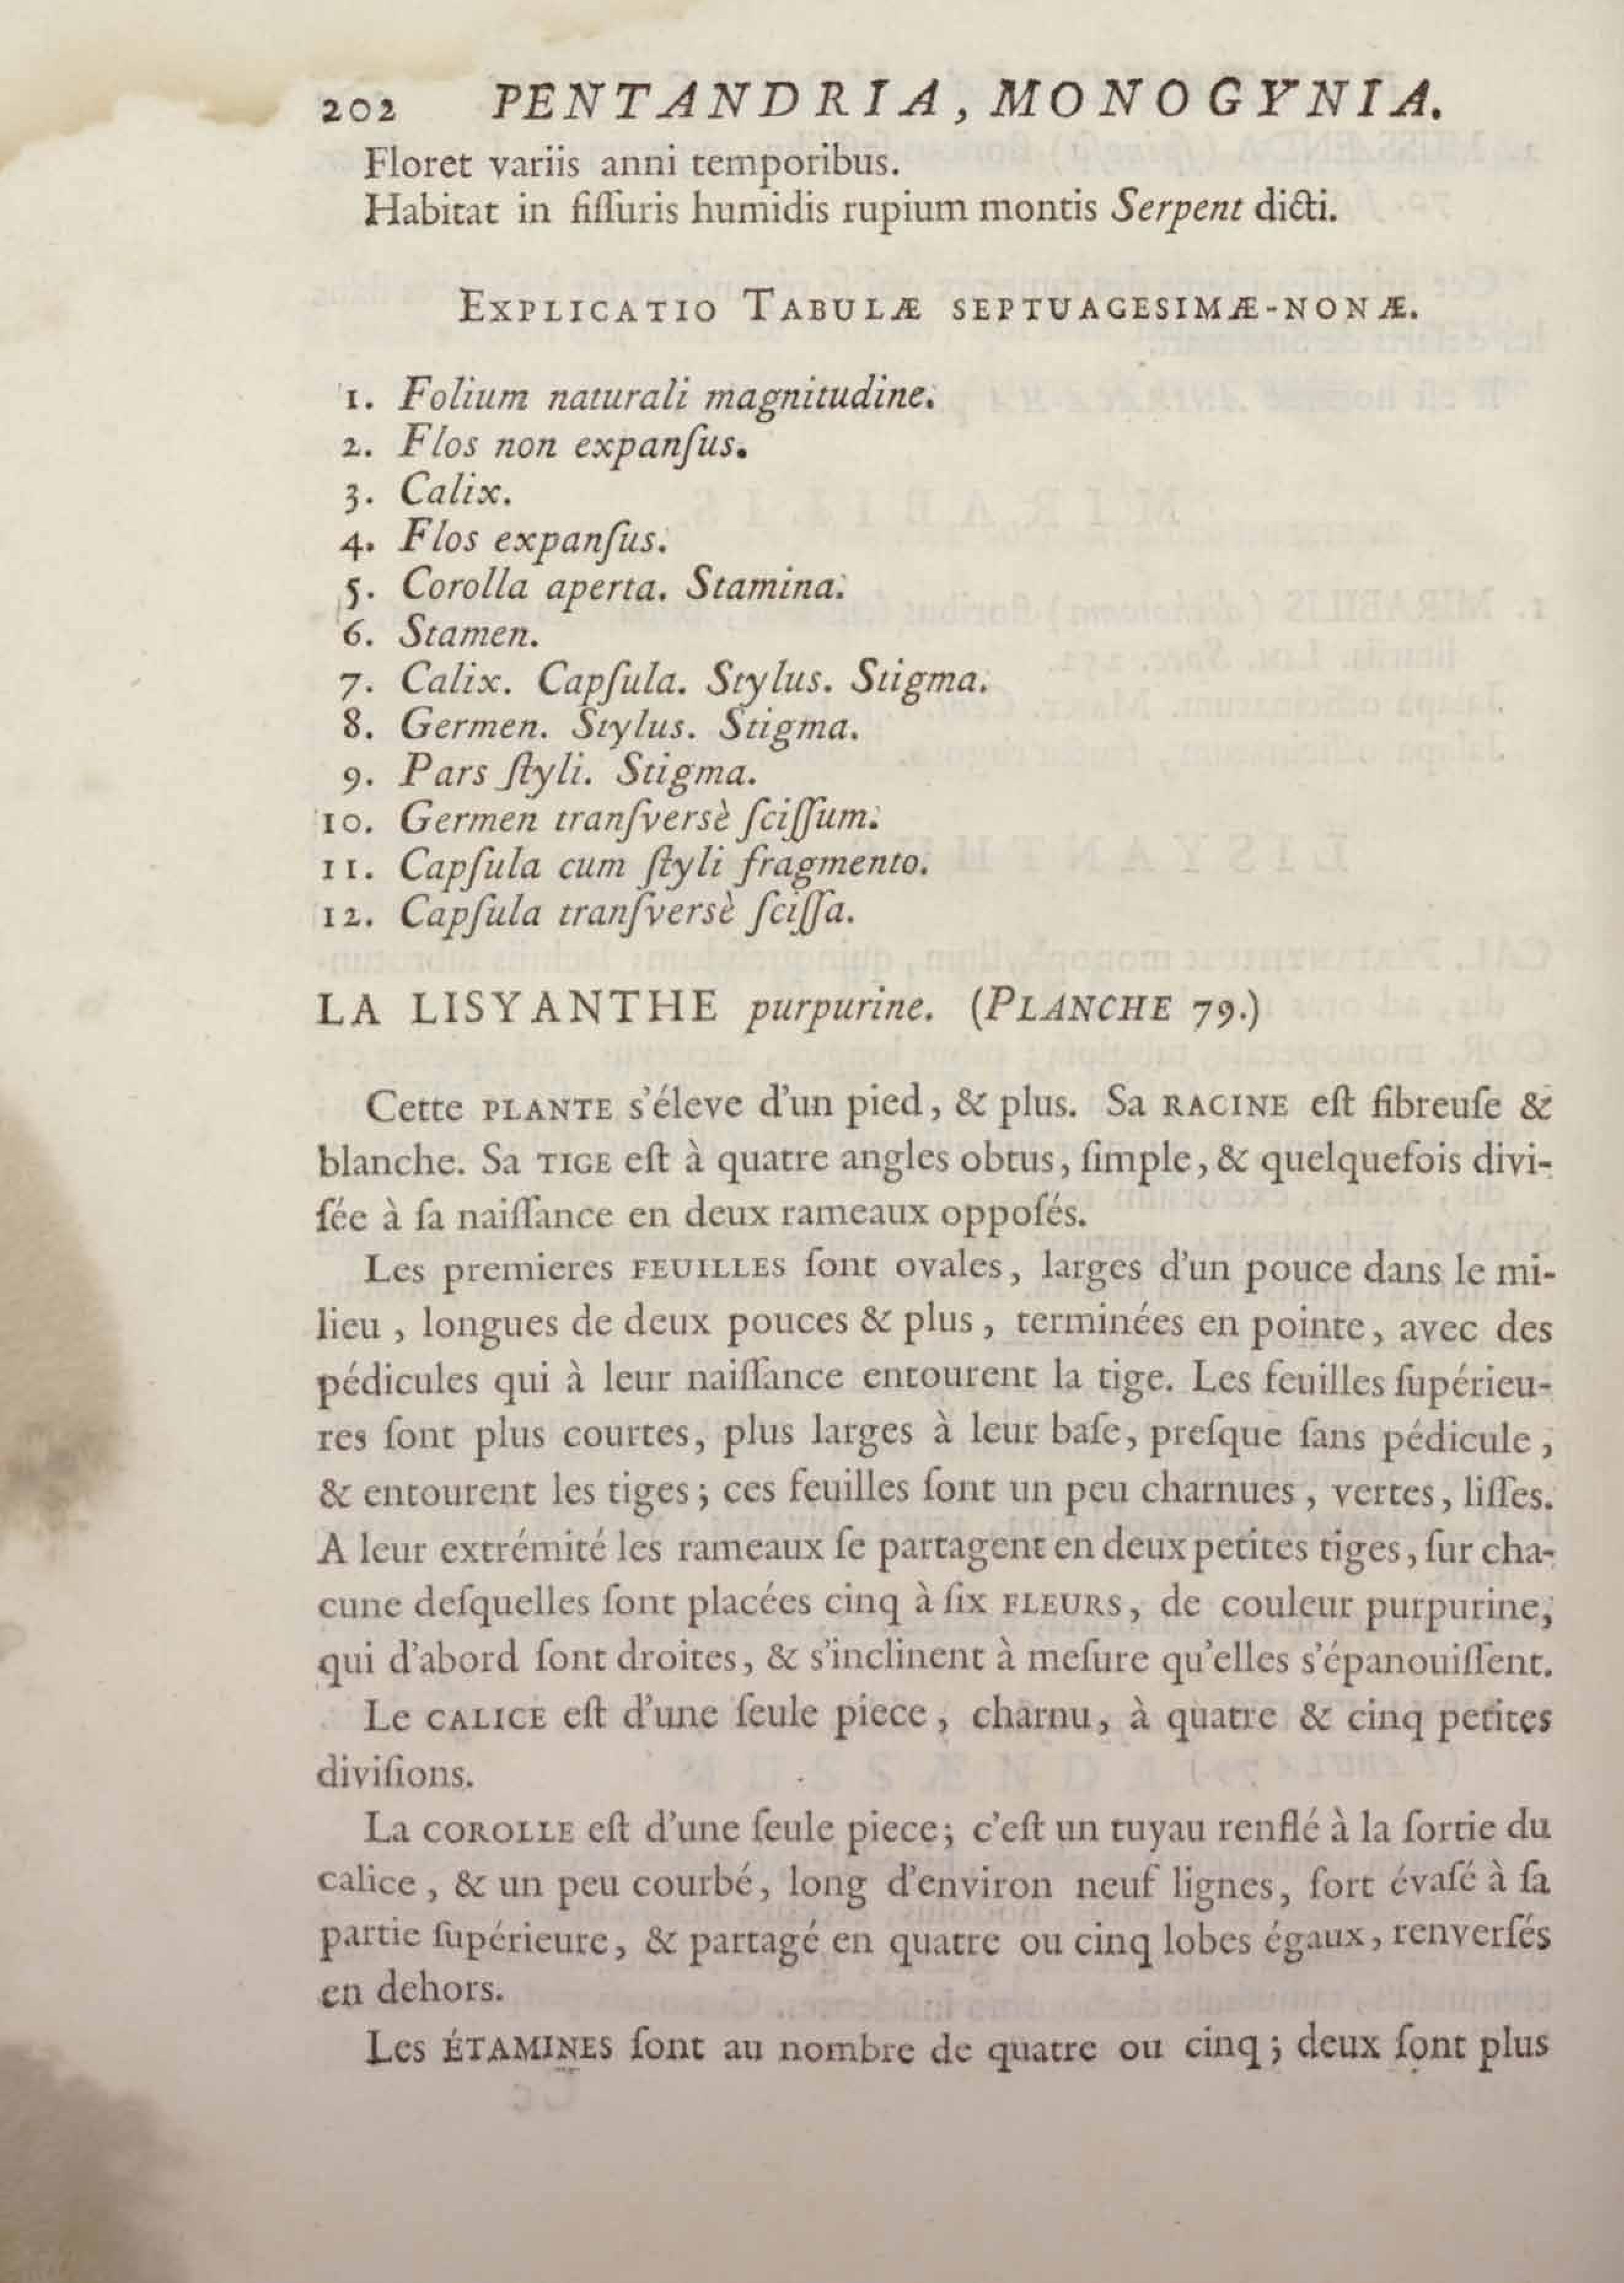 202 PENTANDRIA, MONOGYNIA.
Floret variis anni temporibus.
Habitat in fiſſuris humidis rupium montis Serpent dicti.
EXPLICATIO TABULÆ SEPTUAGESIMÆ-NONÆ.
1. Folium naturali magnitudine.
2. Flos non expanſus.
3. Calix.
4. Flos expanſus.
5. Corolla aperta. Stamina.
6. Stamen.
7. Calix. Capſula. Stylus. Stigma.
8. Germen. Stylus. Stigma.
9. Pars ſtyli. Stigma.
10. Germen tranſversè ſciſſum.
11. Capſula cum ſtyli fragmento.
12. Capſula tranſversè ſciſſa.
LA LISYANTHE purpurine. (PLANCHE 79.)
Cette PLANTE s'éleve d'un pied, & plus. Sa RACINE eſt fibreuſe &
blanche. Sa TIGE eſt à quatre angles obtus, ſimple, & quelquefois divi-
ſée à ſa naiſſance en deux rameaux oppoſés.
Les premieres FEUILLES ſont ovales, larges d'un pouce dans le mi-
lieu, longues de deux pouces & plus, terminées en pointe, avec des
pédicules qui à leur naiſſance entourent la tige. Les feuilles ſupérieu-
res ſont plus courtes, plus larges à leur baſe, preſque ſans pédicule,
& entourent les tiges; ces feuilles ſont un peu charnues, vertes, liſſes.
A leur extrémité les rameaux ſe partagent en deux petites tiges, ſur cha-
cune deſquelles ſont placées cinq à ſix FLEURS, de couleur purpurine,
qui d'abord ſont droites, & s'inclinent à meſure qu'elles s'épanouiſſent.
Le CALICE eſt d'une ſeule piece, charnu, à quatre & cinq petites
diviſions.
La COROLLE eſt d'une ſeule piece; c'eſt un tuyau renflé à la ſortie du
calice, & un peu courbé, long d'environ neuf lignes, fort évaſé à ſa
partie ſupérieure, & partagé en quatre ou cinq lobes égaux, renverſés
en dehors.
Les ÉTAMINES ſont au nombre de quatre ou cinq; deux ſont plus